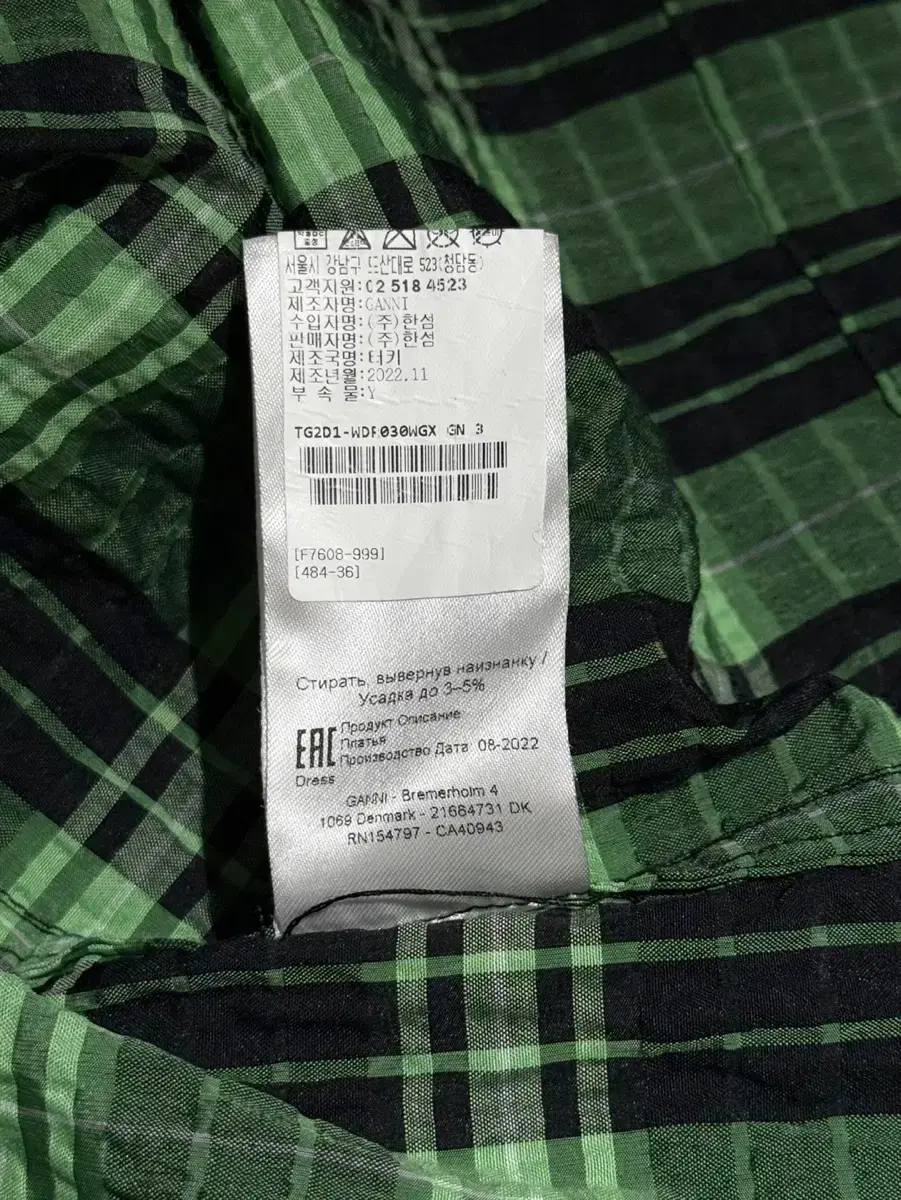 서울시 강남구 도산대로 523(청담동)
고객지원:02 518 4523
제조자명:GANNI
수입자명:(주)한섬
판매자명:(주)한섬
제조국명:터키
제조년월:2022.11
부 속 물:Y
TG2D1-WDR030WGX GN 3
[F7608-999]
[484-36]
Стирать, вывернув наизнанку /
Усадка до 3–5%
EAC
Продукт Описание
Платья
Производство Дата 08-2022
Dress
GANNI - Bremerholm 4
1069 Denmark - 21684731 DK
RN154797 - CA40943